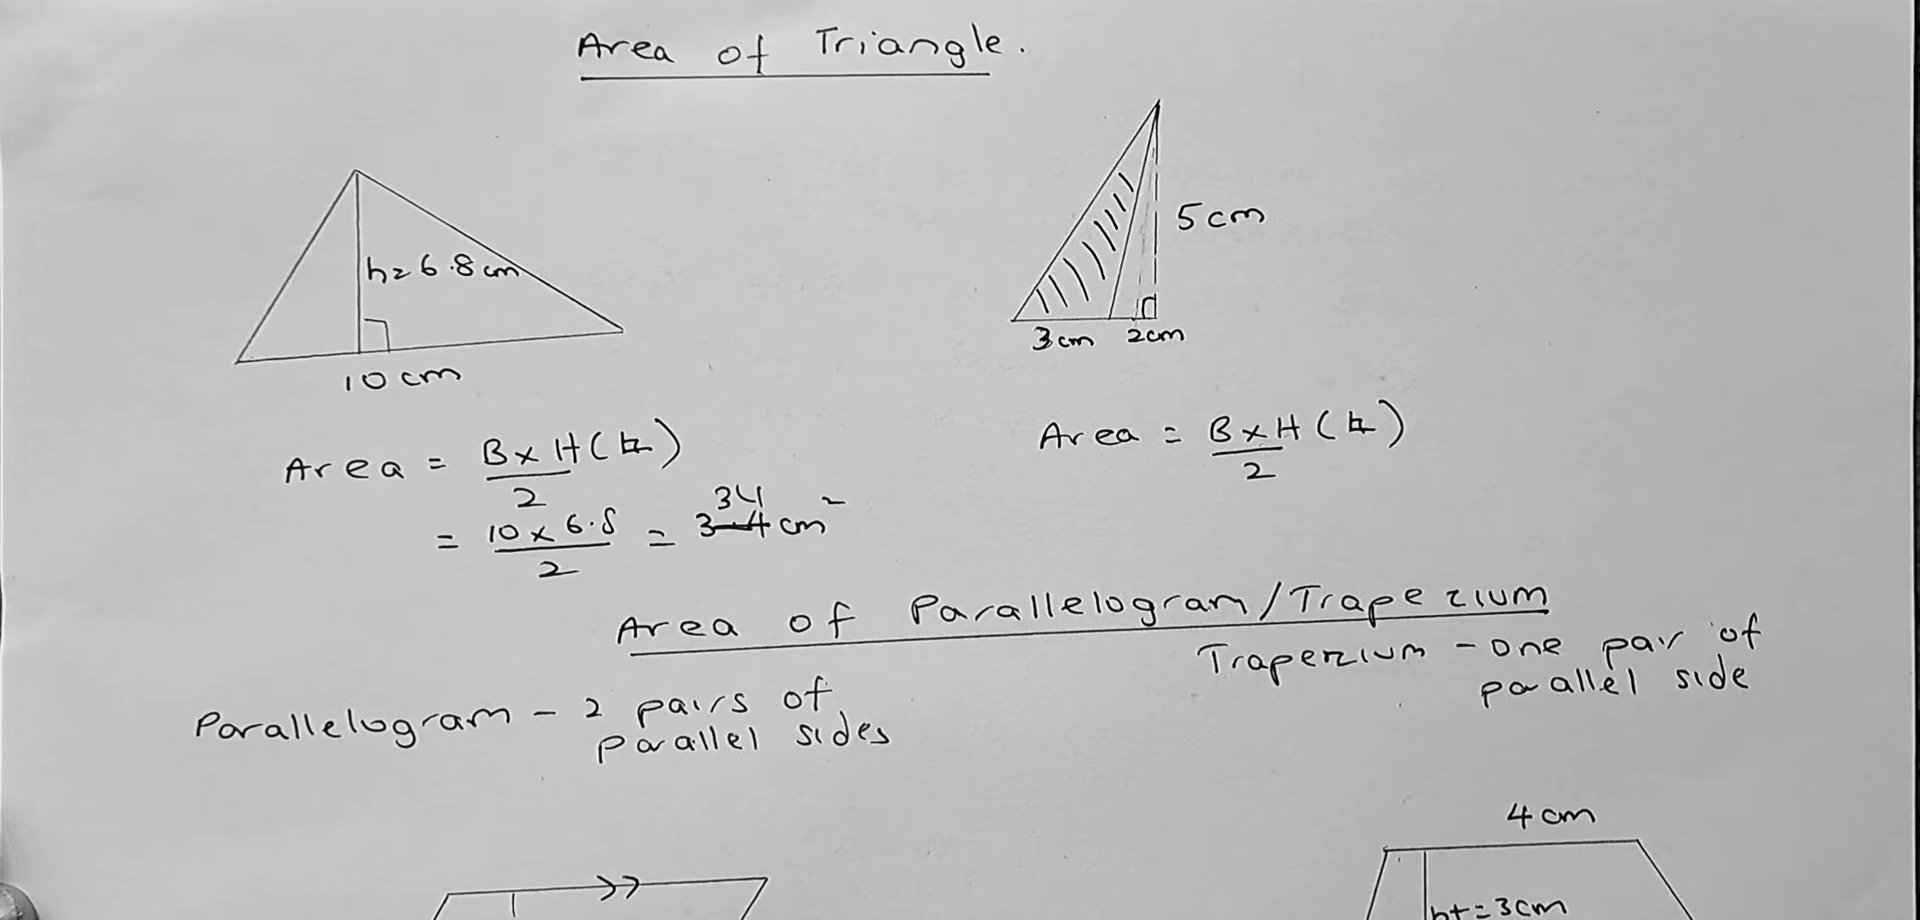 Area of Triangle.
h=6.8cm
10cm
5cm
3cm 2cm
Area = B×H(⊾)
2
= 10×6.8 = 34 cm²
2
Area = B×H(⊾)
2
Area of Parallelogram/Trapezium
Parallelogram - 2 pairs of
parallel sides
Trapezium - one pair of
parallel side
4cm
ht=3cm